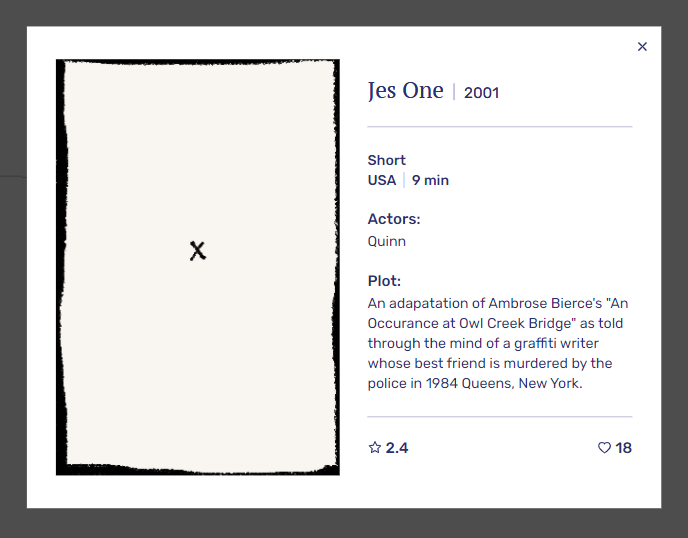 ×
X
Jes One | 2001
Short
USA | 9 min
Actors:
Quinn
Plot:
An adapatation of Ambrose Bierce's "An
Occurance at Owl Creek Bridge" as told
through the mind of a graffiti writer
whose best friend is murdered by the
police in 1984 Queens, New York.
2.4
18